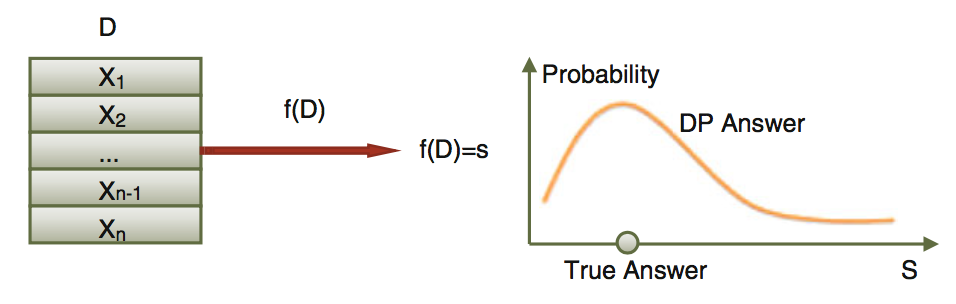 D
X1
X2
...
Xn-1
Xn
f(D)
f(D)=s
Probability
DP Answer
True Answer
S